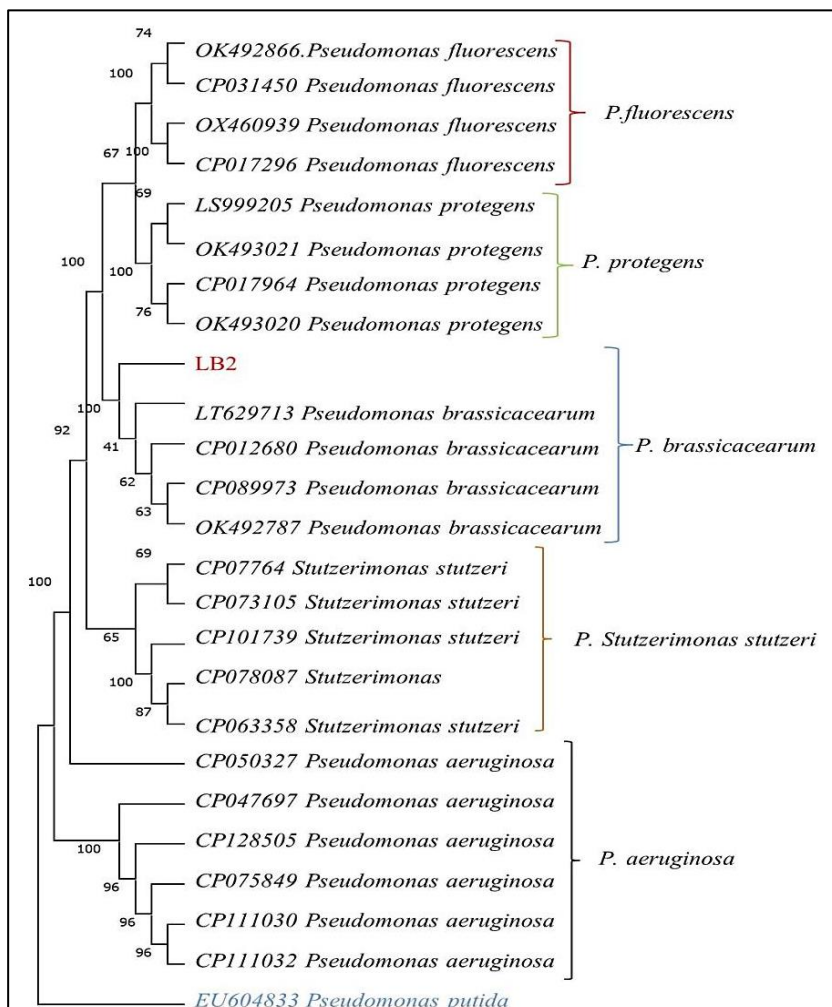 74
OK492866.Pseudomonas fluorescens
100
CP031450 Pseudomonas fluorescens
P.fluorescens
OX460939 Pseudomonas fluorescens
67
100
CP017296 Pseudomonas fluorescens
69
LS999205 Pseudomonas protegens
OK493021 Pseudomonas protegens
P. protegens
100
100
CP017964 Pseudomonas protegens
76
OK493020 Pseudomonas protegens
LB2
100
LT629713 Pseudomonas brassicacearum
92
41
CP012680 Pseudomonas brassicacearum
P. brassicacearum
62
CP089973 Pseudomonas brassicacearum
63
OK492787 Pseudomonas brassicacearum
69
CP07764 Stutzerimonas stutzeri
100
CP073105 Stutzerimonas stutzeri
65
CP101739 Stutzerimonas stutzeri
P. Stutzerimonas stutzeri
100
CP078087 Stutzerimonas
87
CP063358 Stutzerimonas stutzeri
CP050327 Pseudomonas aeruginosa
CP047697 Pseudomonas aeruginosa
100
CP128505 Pseudomonas aeruginosa
P. aeruginosa
96
CP075849 Pseudomonas aeruginosa
96
CP111030 Pseudomonas aeruginosa
96
CP111032 Pseudomonas aeruginosa
EU604833 Pseudomonas putida